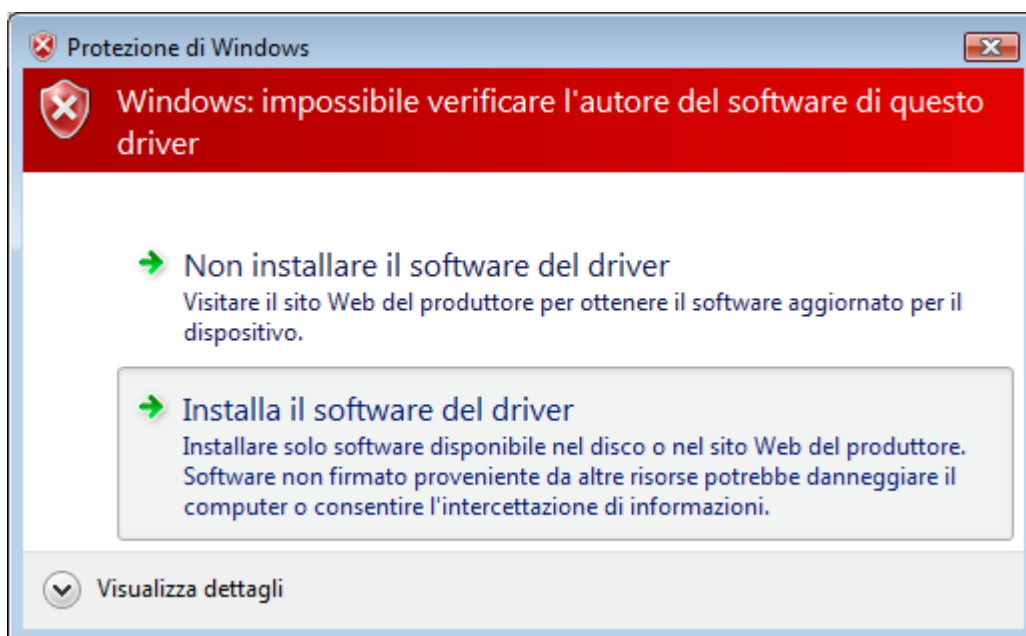 Protezione di Windows
Windows: impossibile verificare l'autore del software di questo
driver
Non installare il software del driver
Visitare il sito Web del produttore per ottenere il software aggiornato per il
dispositivo.
Installa il software del driver
Installare solo software disponibile nel disco o nel sito Web del produttore.
Software non firmato proveniente da altre risorse potrebbe danneggiare il
computer o consentire l'intercettazione di informazioni.
Visualizza dettagli